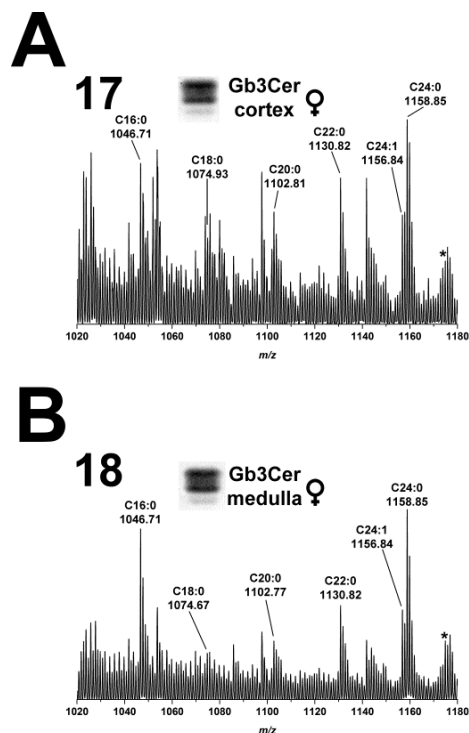 A
17
Gb3Cer
cortex ♀
C16:0
1046.71
C18:0
1074.93
C20:0
1102.81
C22:0
1130.82
C24:1
1156.84
C24:0
1158.85
*
1020 1040 1060 1080 1100 1120 1140 1160 1180
m/z
B
18
Gb3Cer
medulla ♀
C16:0
1046.71
C18:0
1074.67
C20:0
1102.77
C22:0
1130.82
C24:1
1156.84
C24:0
1158.85
*
1020 1040 1060 1080 1100 1120 1140 1160 1180
m/z